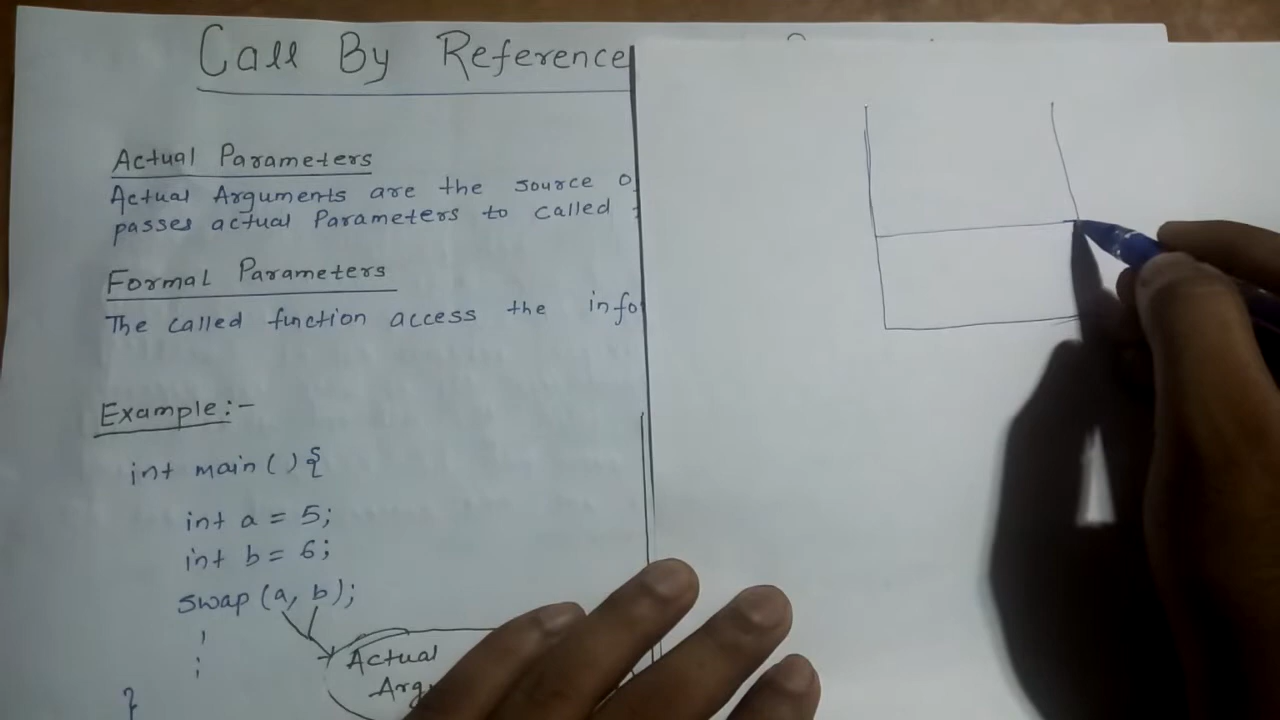 Call By Reference
Actual Parameters
Actual Arguments are the source
passes actual Parameters to called
Formal Parameters
The called function access the info
Example:-
int main() {
int a = 5;
int b = 6;
swap (a, b);
Actual
Arg
}